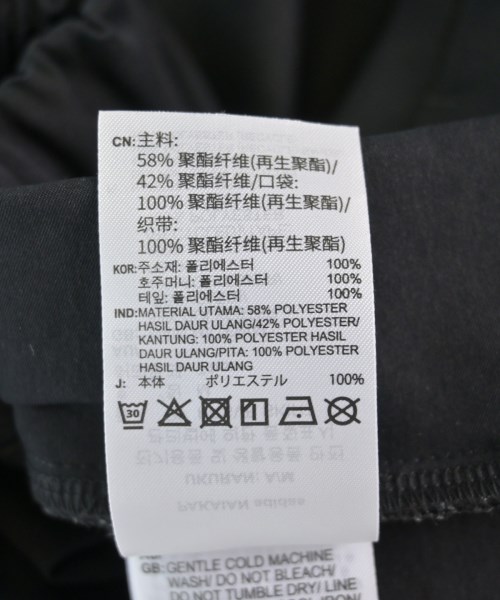 CN: 主料:
58% 聚酯纤维(再生聚酯)/
42% 聚酯纤维/口袋:
100% 聚酯纤维(再生聚酯)/
织带:
100% 聚酯纤维(再生聚酯)
KOR: 주소재: 폴리에스터 100%
호주머니: 폴리에스터 100%
테잎: 폴리에스터 100%
IND: MATERIAL UTAMA: 58% POLYESTER
HASIL DAUR ULANG/42% POLYESTER/
KANTUNG: 100% POLYESTER HASIL
DAUR ULANG/PITA: 100% POLYESTER
HASIL DAUR ULANG
J: 本体 ポリエステル 100%
30
UKURAN: A/M
PAKAIAN adidas
GB: GENTLE COLD MACHINE
WASH/ DO NOT BLEACH/
DO NOT TUMBLE DRY/ LINE